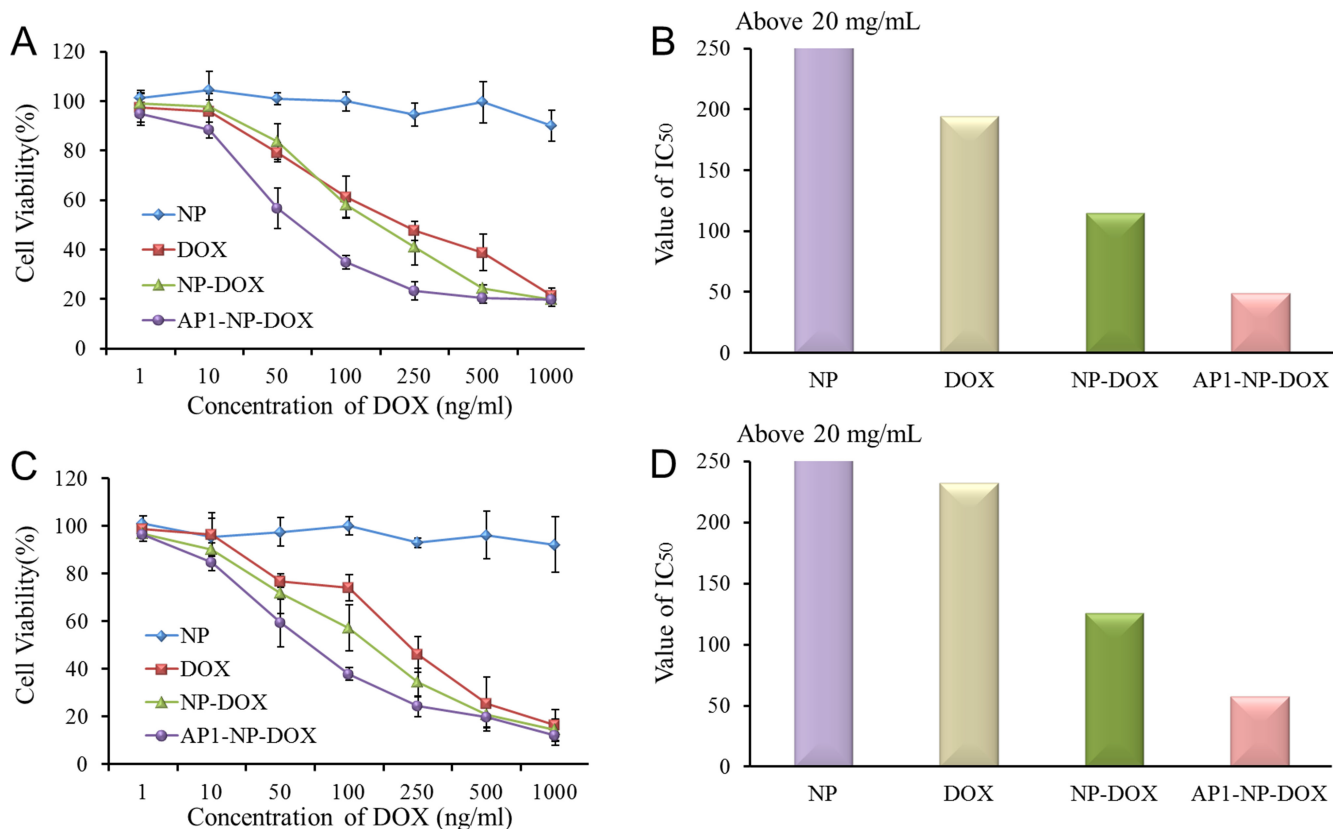 A
120
100
80
60
40
20
0
Cell Viability(%)
NP
DOX
NP-DOX
AP1-NP-DOX
1 10 50 100 250 500 1000
Concentration of DOX (ng/ml)
B
Above 20 mg/mL
250
200
150
100
50
0
Value of IC50
NP DOX NP-DOX AP1-NP-DOX
C
120
100
80
60
40
20
0
Cell Viability(%)
NP
DOX
NP-DOX
AP1-NP-DOX
1 10 50 100 250 500 1000
Concentration of DOX (ng/ml)
D
Above 20 mg/mL
250
200
150
100
50
0
Value of IC50
NP DOX NP-DOX AP1-NP-DOX